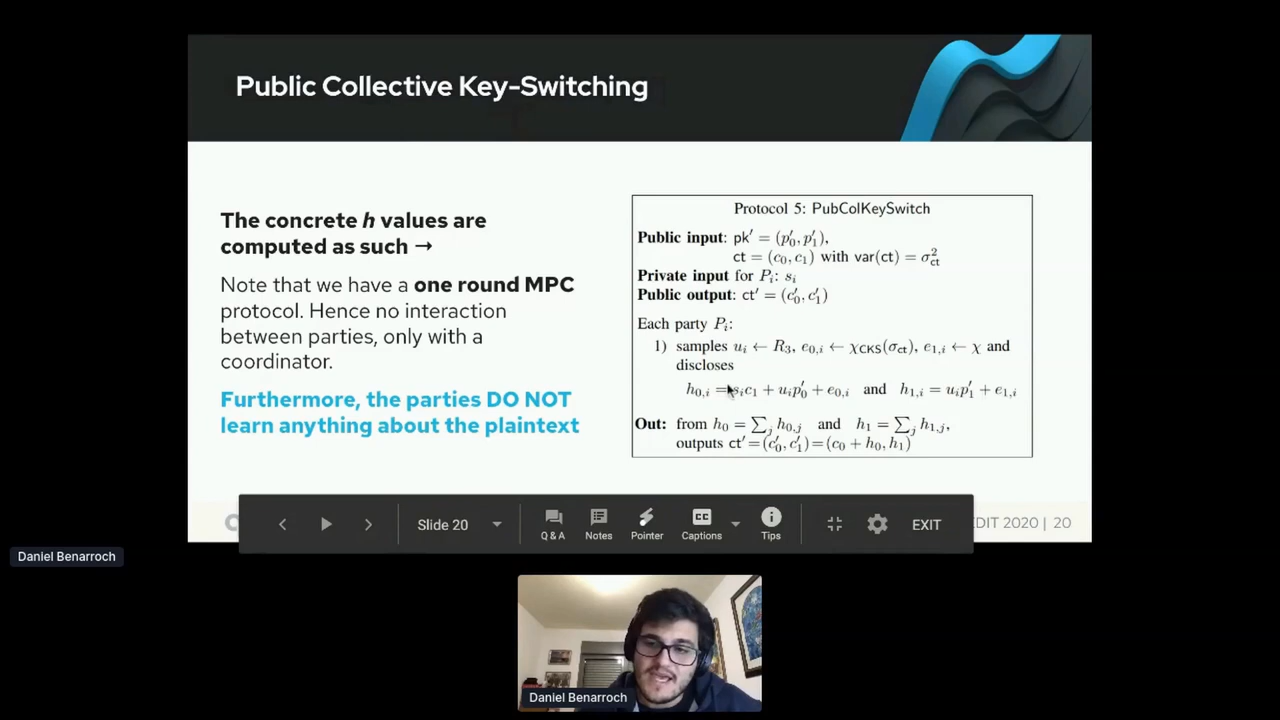 Public Collective Key-Switching
The concrete h values are
computed as such →
Note that we have a one round MPC
protocol. Hence no interaction
between parties, only with a
coordinator.
Furthermore, the parties DO NOT
learn anything about the plaintext
Protocol 5: PubColKeySwitch
Public input: pk′ = (p′₀, p′₁),
ct = (c₀, c₁) with var(ct) = σ²ct
Private input for Pᵢ: sᵢ
Public output: ct′ = (c′₀, c′₁)
Each party Pᵢ:
1) samples uᵢ ← R₃, e₀,ᵢ ← χCKS(σct), e₁,ᵢ ← χ and
discloses
h₀,ᵢ = sᵢc₁ + uᵢp′₀ + e₀,ᵢ and h₁,ᵢ = uᵢp′₁ + e₁,ᵢ
Out: from h₀ = ∑ⱼ h₀,ⱼ and h₁ = ∑ⱼ h₁,ⱼ,
outputs ct′ = (c′₀, c′₁) = (c₀ + h₀, h₁)
Slide 20
Q & A
Notes
Pointer
CC
Captions
Tips
EXIT
2020 | 20
Daniel Benarroch
Daniel Benarroch